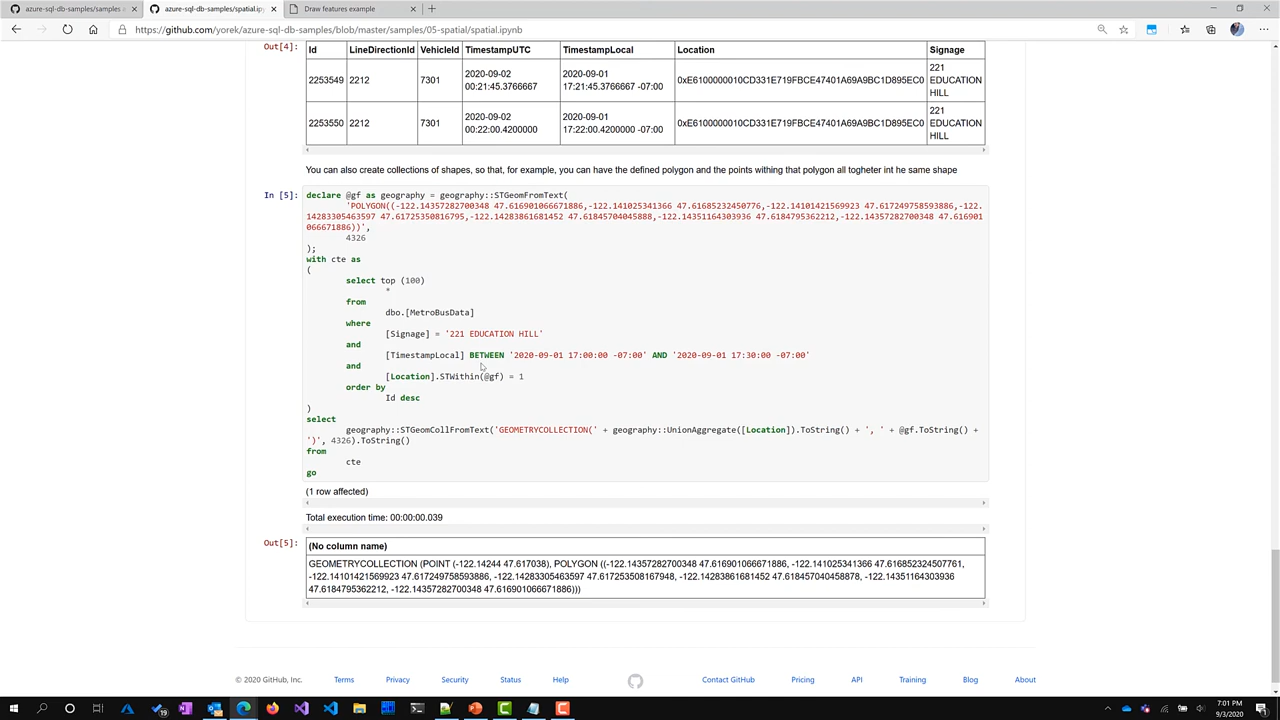 azure-sql-db-samples/samples
azure-sql-db-samples/spatial.ipy
Draw features example
https://github.com/yorek/azure-sql-db-samples/blob/master/samples/05-spatial/spatial.ipynb
Out[4]:
Id LineDirectionId VehicleId TimestampUTC TimestampLocal Location Signage
2253549 2212 7301 2020-09-02 00:21:45.3766667 2020-09-01 17:21:45.3766667 -07:00 0xE6100000010CD331E719FBCE47401A69A9BC1D895EC0 221 EDUCATION HILL
2253550 2212 7301 2020-09-02 00:22:00.4200000 2020-09-01 17:22:00.4200000 -07:00 0xE6100000010CD331E719FBCE47401A69A9BC1D895EC0 221 EDUCATION HILL
You can also create collections of shapes, so that, for example, you can have the defined polygon and the points withing that polygon all togheter int he same shape
In [5]:
declare @gf as geography = geography::STGeomFromText(
'POLYGON((-122.14357282700348 47.616901066671886,-122.141025341366 47.61685232450776,-122.14101421569923 47.617249758593886,-122.
14283305463597 47.61725350816795,-122.14283861681452 47.61845704045888,-122.14351164303936 47.6184795362212,-122.14357282700348 47.616901
066671886))',
4326
);
with cte as
(
select top (100)
*
from
dbo.[MetroBusData]
where
[Signage] = '221 EDUCATION HILL'
and
[TimestampLocal] BETWEEN '2020-09-01 17:00:00 -07:00' AND '2020-09-01 17:30:00 -07:00'
and
[Location].STWithin(@gf) = 1
order by
Id desc
)
select
geography::STGeomCollFromText('GEOMETRYCOLLECTION(' + geography::UnionAggregate([Location]).ToString() + ', ' + @gf.ToString() +
')', 4326).ToString()
from
cte
go
(1 row affected)
Total execution time: 00:00:00.039
Out[5]:
(No column name)
GEOMETRYCOLLECTION (POINT (-122.14244 47.617038), POLYGON ((-122.14357282700348 47.616901066671886, -122.141025341366 47.616852324507761,
-122.14101421569923 47.617249758593886, -122.14283305463597 47.617253508167948, -122.14283861681452 47.618457040458878, -122.14351164303936
47.6184795362212, -122.14357282700348 47.616901066671886)))
© 2020 GitHub, Inc. Terms Privacy Security Status Help Contact GitHub Pricing API Training Blog About
7:01 PM
9/3/2020